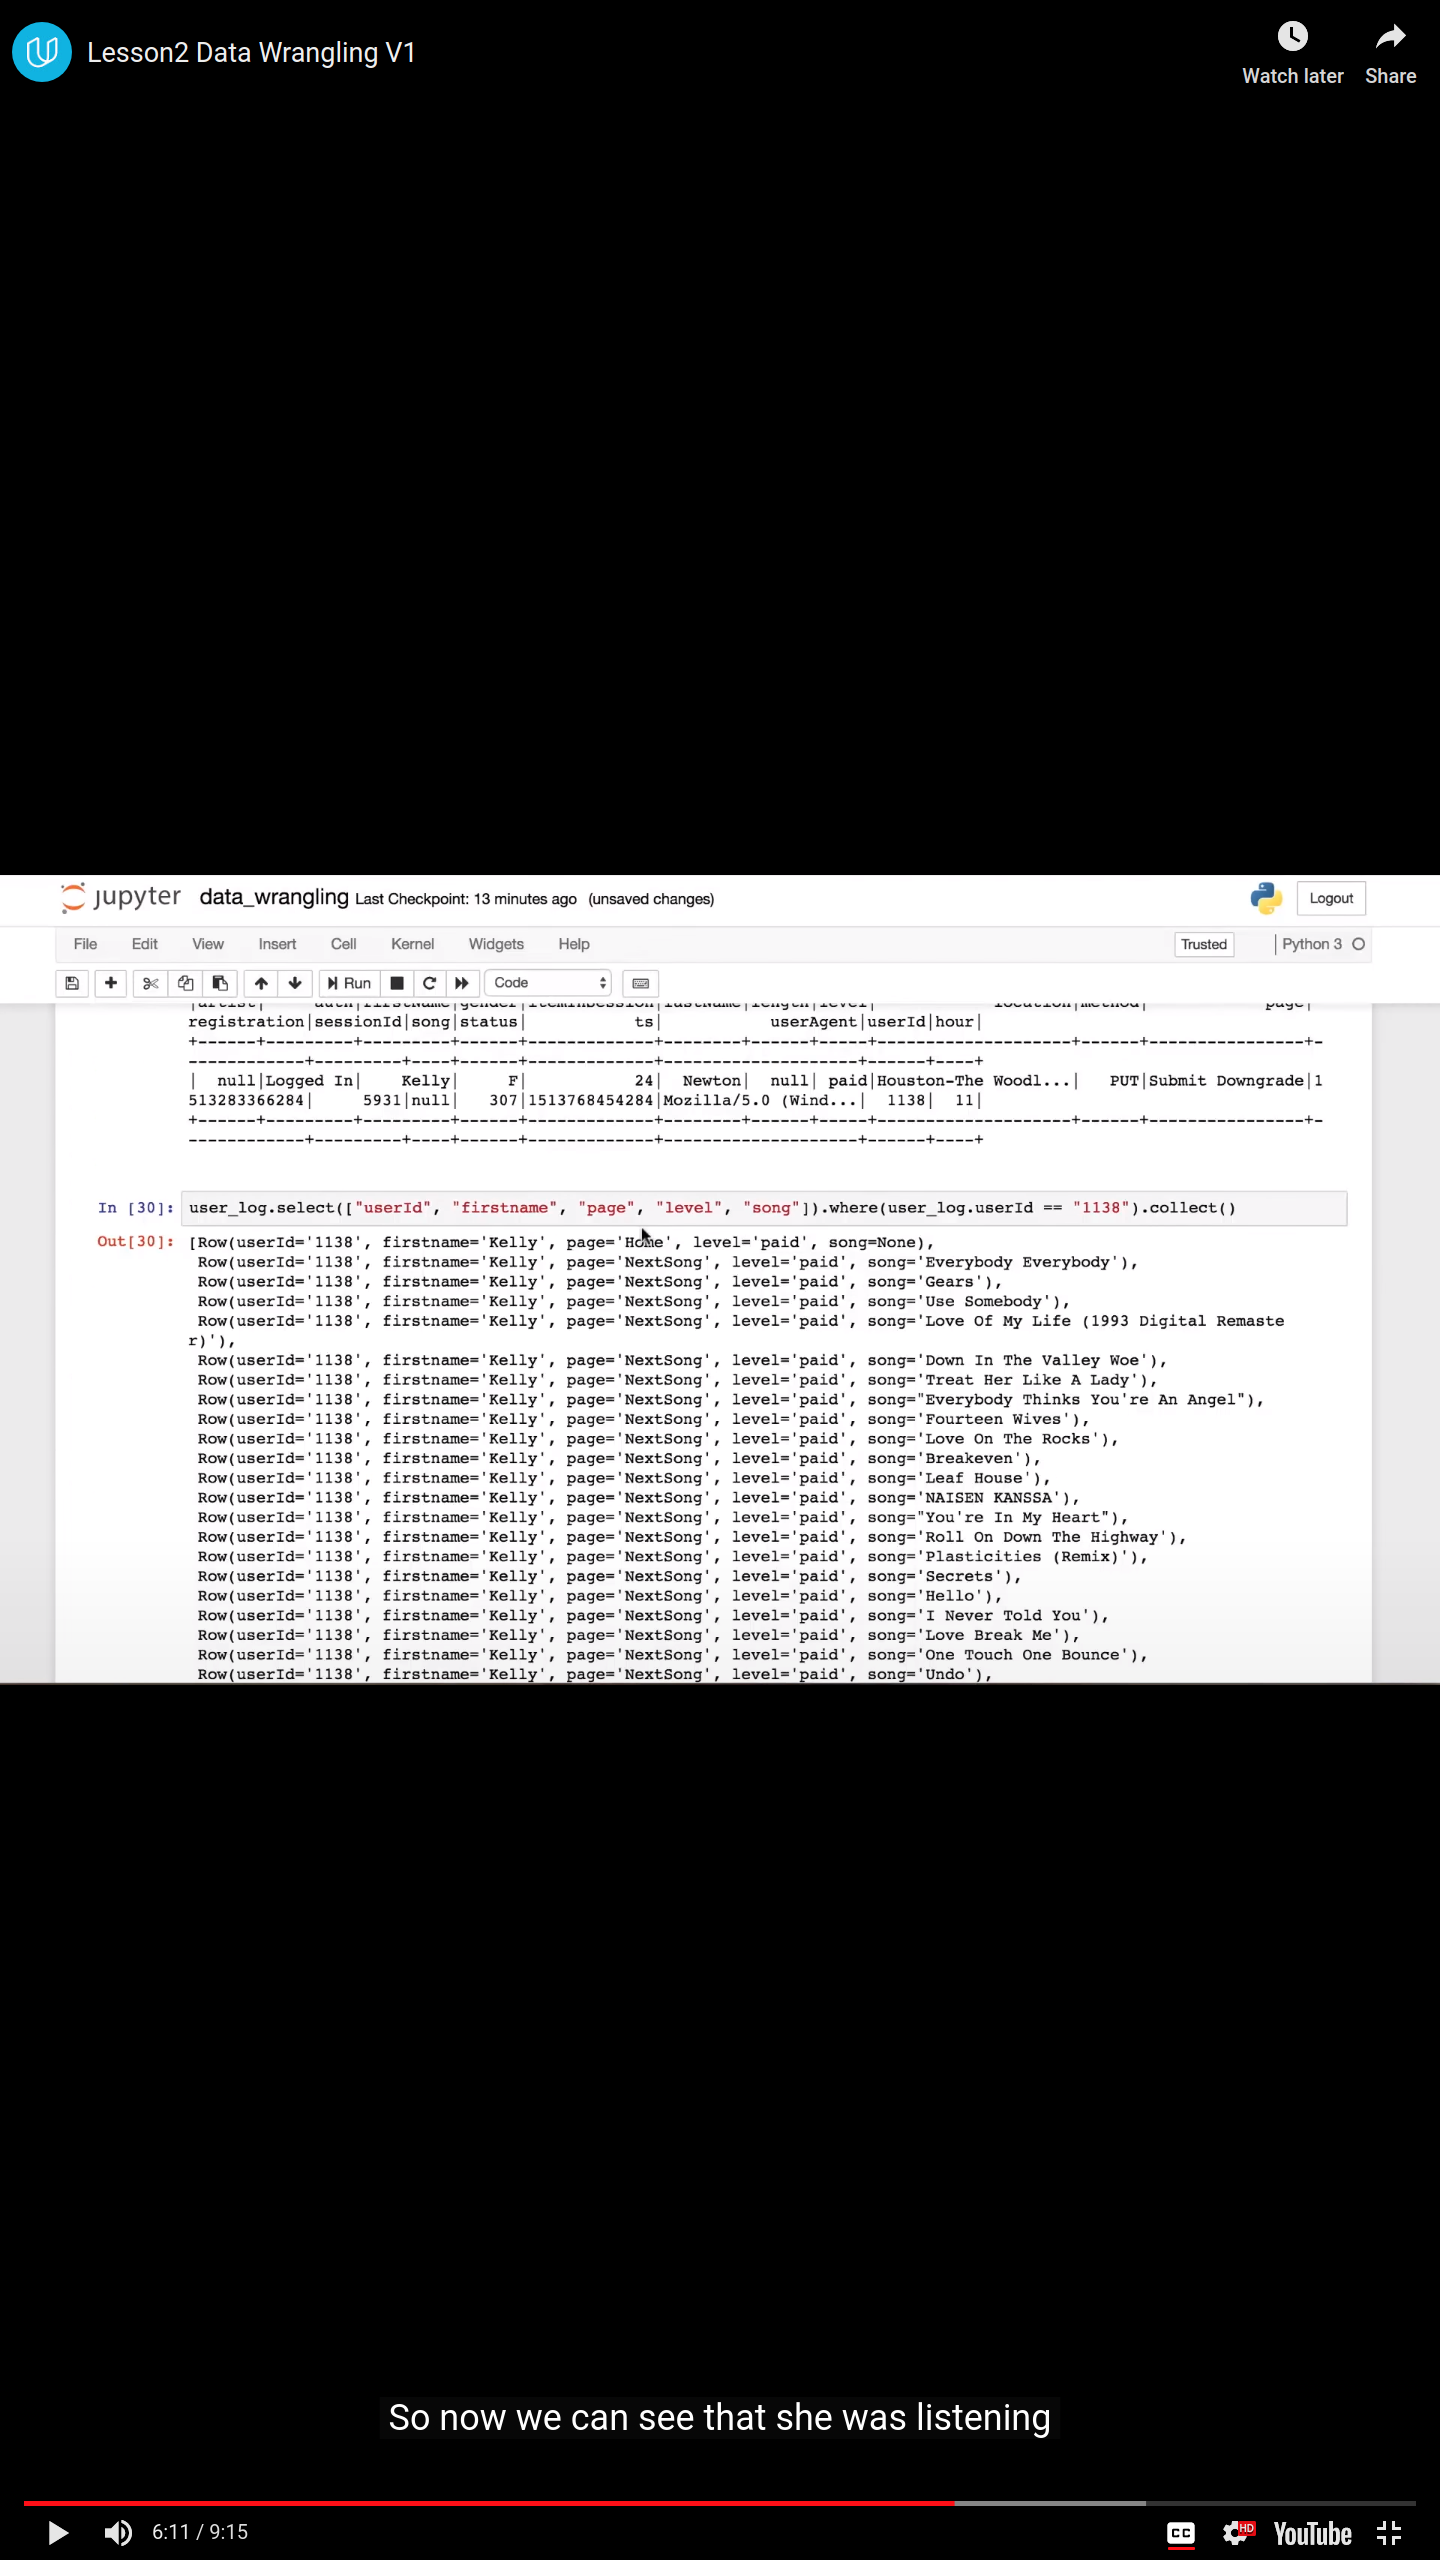 Lesson2 Data Wrangling V1
Watch later
Share
jupyter data_wrangling Last Checkpoint: 13 minutes ago (unsaved changes)
Logout
File Edit View Insert Cell Kernel Widgets Help
Trusted
Python 3
Run
Code
|artist| auth|firstName|gender|itemInSession|lastName|length|level| location|method| page|
registration|sessionId|song|status| ts| userAgent|userId|hour|
+------+---------+---------+------+-------------+--------+------+-----+--------------------+------+----------------+-
------------+---------+----+------+-------------+--------------------+------+----+
| null|Logged In| Kelly| F| 24| Newton| null| paid|Houston-The Woodl...| PUT|Submit Downgrade|1
513283366284| 5931|null| 307|1513768454284|Mozilla/5.0 (Wind...| 1138| 11|
+------+---------+---------+------+-------------+--------+------+-----+--------------------+------+----------------+-
------------+---------+----+------+-------------+--------------------+------+----+
In [30]: user_log.select(["userId", "firstname", "page", "level", "song"]).where(user_log.userId == "1138").collect()
Out[30]: [Row(userId='1138', firstname='Kelly', page='Home', level='paid', song=None),
Row(userId='1138', firstname='Kelly', page='NextSong', level='paid', song='Everybody Everybody'),
Row(userId='1138', firstname='Kelly', page='NextSong', level='paid', song='Gears'),
Row(userId='1138', firstname='Kelly', page='NextSong', level='paid', song='Use Somebody'),
Row(userId='1138', firstname='Kelly', page='NextSong', level='paid', song='Love Of My Life (1993 Digital Remaste
r)'),
Row(userId='1138', firstname='Kelly', page='NextSong', level='paid', song='Down In The Valley Woe'),
Row(userId='1138', firstname='Kelly', page='NextSong', level='paid', song='Treat Her Like A Lady'),
Row(userId='1138', firstname='Kelly', page='NextSong', level='paid', song="Everybody Thinks You're An Angel"),
Row(userId='1138', firstname='Kelly', page='NextSong', level='paid', song='Fourteen Wives'),
Row(userId='1138', firstname='Kelly', page='NextSong', level='paid', song='Love On The Rocks'),
Row(userId='1138', firstname='Kelly', page='NextSong', level='paid', song='Breakeven'),
Row(userId='1138', firstname='Kelly', page='NextSong', level='paid', song='Leaf House'),
Row(userId='1138', firstname='Kelly', page='NextSong', level='paid', song='NAISEN KANSSA'),
Row(userId='1138', firstname='Kelly', page='NextSong', level='paid', song="You're In My Heart"),
Row(userId='1138', firstname='Kelly', page='NextSong', level='paid', song='Roll On Down The Highway'),
Row(userId='1138', firstname='Kelly', page='NextSong', level='paid', song='Plasticities (Remix)'),
Row(userId='1138', firstname='Kelly', page='NextSong', level='paid', song='Secrets'),
Row(userId='1138', firstname='Kelly', page='NextSong', level='paid', song='Hello'),
Row(userId='1138', firstname='Kelly', page='NextSong', level='paid', song='I Never Told You'),
Row(userId='1138', firstname='Kelly', page='NextSong', level='paid', song='Love Break Me'),
Row(userId='1138', firstname='Kelly', page='NextSong', level='paid', song='One Touch One Bounce'),
Row(userId='1138', firstname='Kelly', page='NextSong', level='paid', song='Undo'),
So now we can see that she was listening
6:11 / 9:15
CC
HD
YouTube